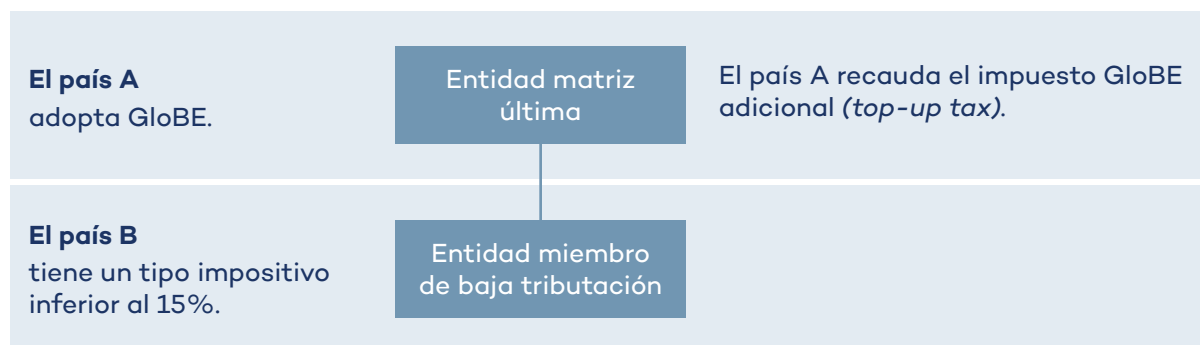 El país A
adopta GloBE.
Entidad matriz
última
El país A recauda el impuesto GloBE
adicional (top-up tax).
El país B
tiene un tipo impositivo
inferior al 15%.
Entidad miembro
de baja tributación